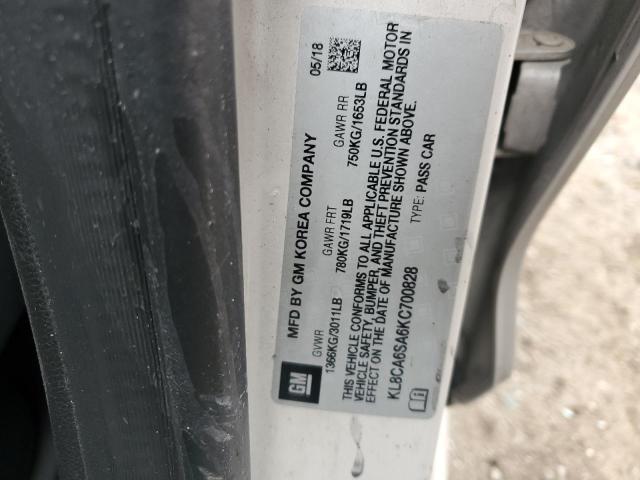 MFD BY GM KOREA COMPANY
05/18
GVWR
GAWR FRT
GAWR RR
1366KG/3011LB
780KG/1719LB
750KG/1653LB
THIS VEHICLE CONFORMS TO ALL APPLICABLE U.S. FEDERAL MOTOR
VEHICLE SAFETY, BUMPER, AND THEFT PREVENTION STANDARDS IN
EFFECT ON THE DATE OF MANUFACTURE SHOWN ABOVE.
KL8CA6SA6KC700828
TYPE: PASS CAR
GM